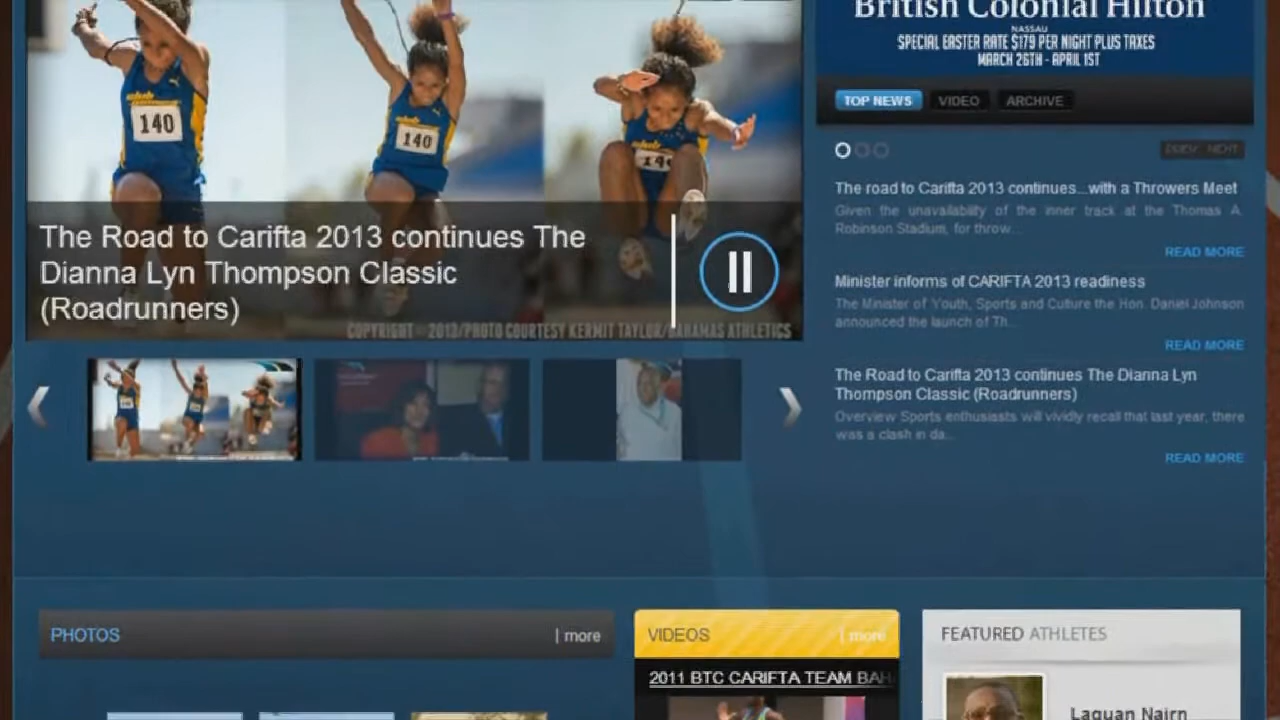 British Colonial Hilton
NASSAU
SPECIAL EASTER RATE $179 PER NIGHT PLUS TAXES
MARCH 26TH - APRIL 1ST
TOP NEWS VIDEO ARCHIVE
PREV NEXT
140
140
The Road to Carifta 2013 continues The
Dianna Lyn Thompson Classic
(Roadrunners)
COPYRIGHT © 2013/PHOTO COURTESY KERMIT TAYLOR/BAHAMAS ATHLETICS
The road to Carifta 2013 continues...with a Throwers Meet
Given the unavailability of the inner track at the Thomas A.
Robinson Stadium, for throw...
READ MORE
Minister informs of CARIFTA 2013 readiness
The Minister of Youth, Sports and Culture the Hon. Daniel Johnson
announced the launch of Th...
READ MORE
The Road to Carifta 2013 continues The Dianna Lyn
Thompson Classic (Roadrunners)
Overview Sports enthusiasts will vividly recall that last year, there
was a clash in da...
READ MORE
PHOTOS | more
VIDEOS | more
2011 BTC CARIFTA TEAM BAH
FEATURED ATHLETES
Laquan Nairn